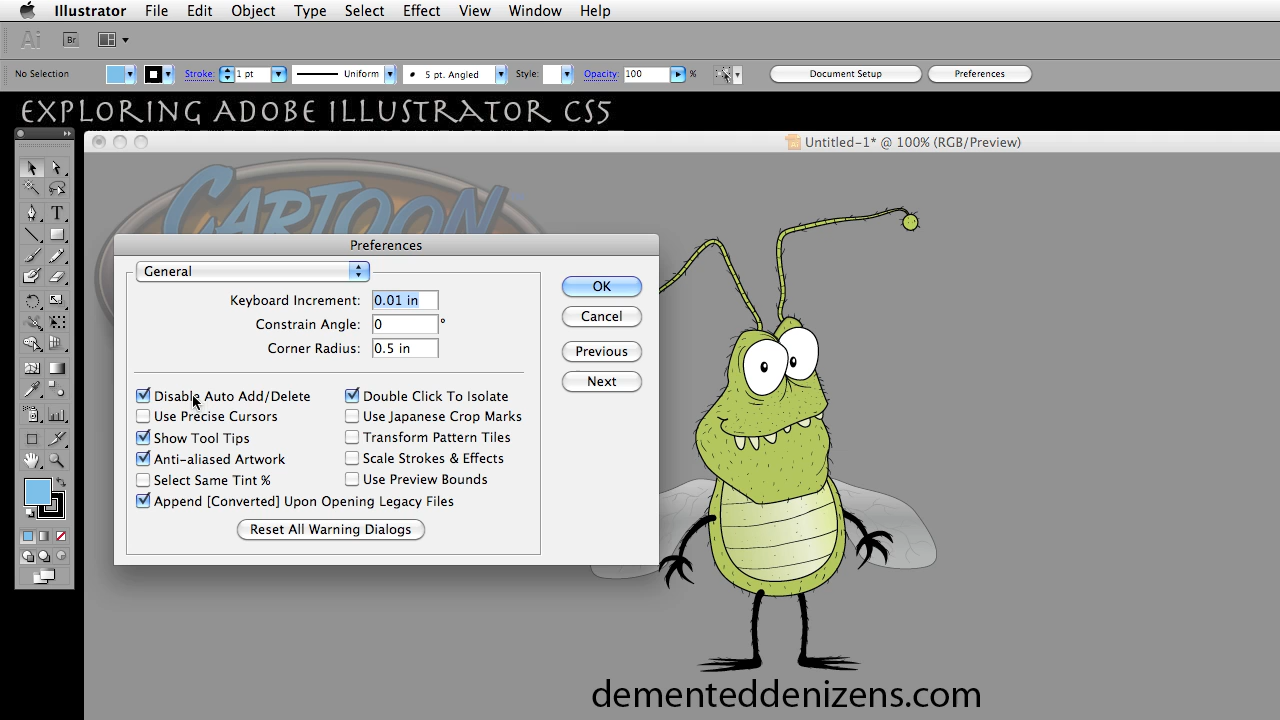 Illustrator File Edit Object Type Select Effect View Window Help
Ai Br
No Selection Stroke: 1 pt Uniform 5 pt. Angled Style: Opacity: 100 % Document Setup Preferences
EXPLORING ADOBE ILLUSTRATOR CS5
Untitled-1* @ 100% (RGB/Preview)
CARTOON™
Preferences
General
OK
Keyboard Increment: 0.01 in
Cancel
Constrain Angle: 0 °
Corner Radius: 0.5 in
Previous
Next
Disable Auto Add/Delete Double Click To Isolate
Use Precise Cursors Use Japanese Crop Marks
Show Tool Tips Transform Pattern Tiles
Anti-aliased Artwork Scale Strokes & Effects
Select Same Tint % Use Preview Bounds
Append [Converted] Upon Opening Legacy Files
Reset All Warning Dialogs
dementeddenizens.com